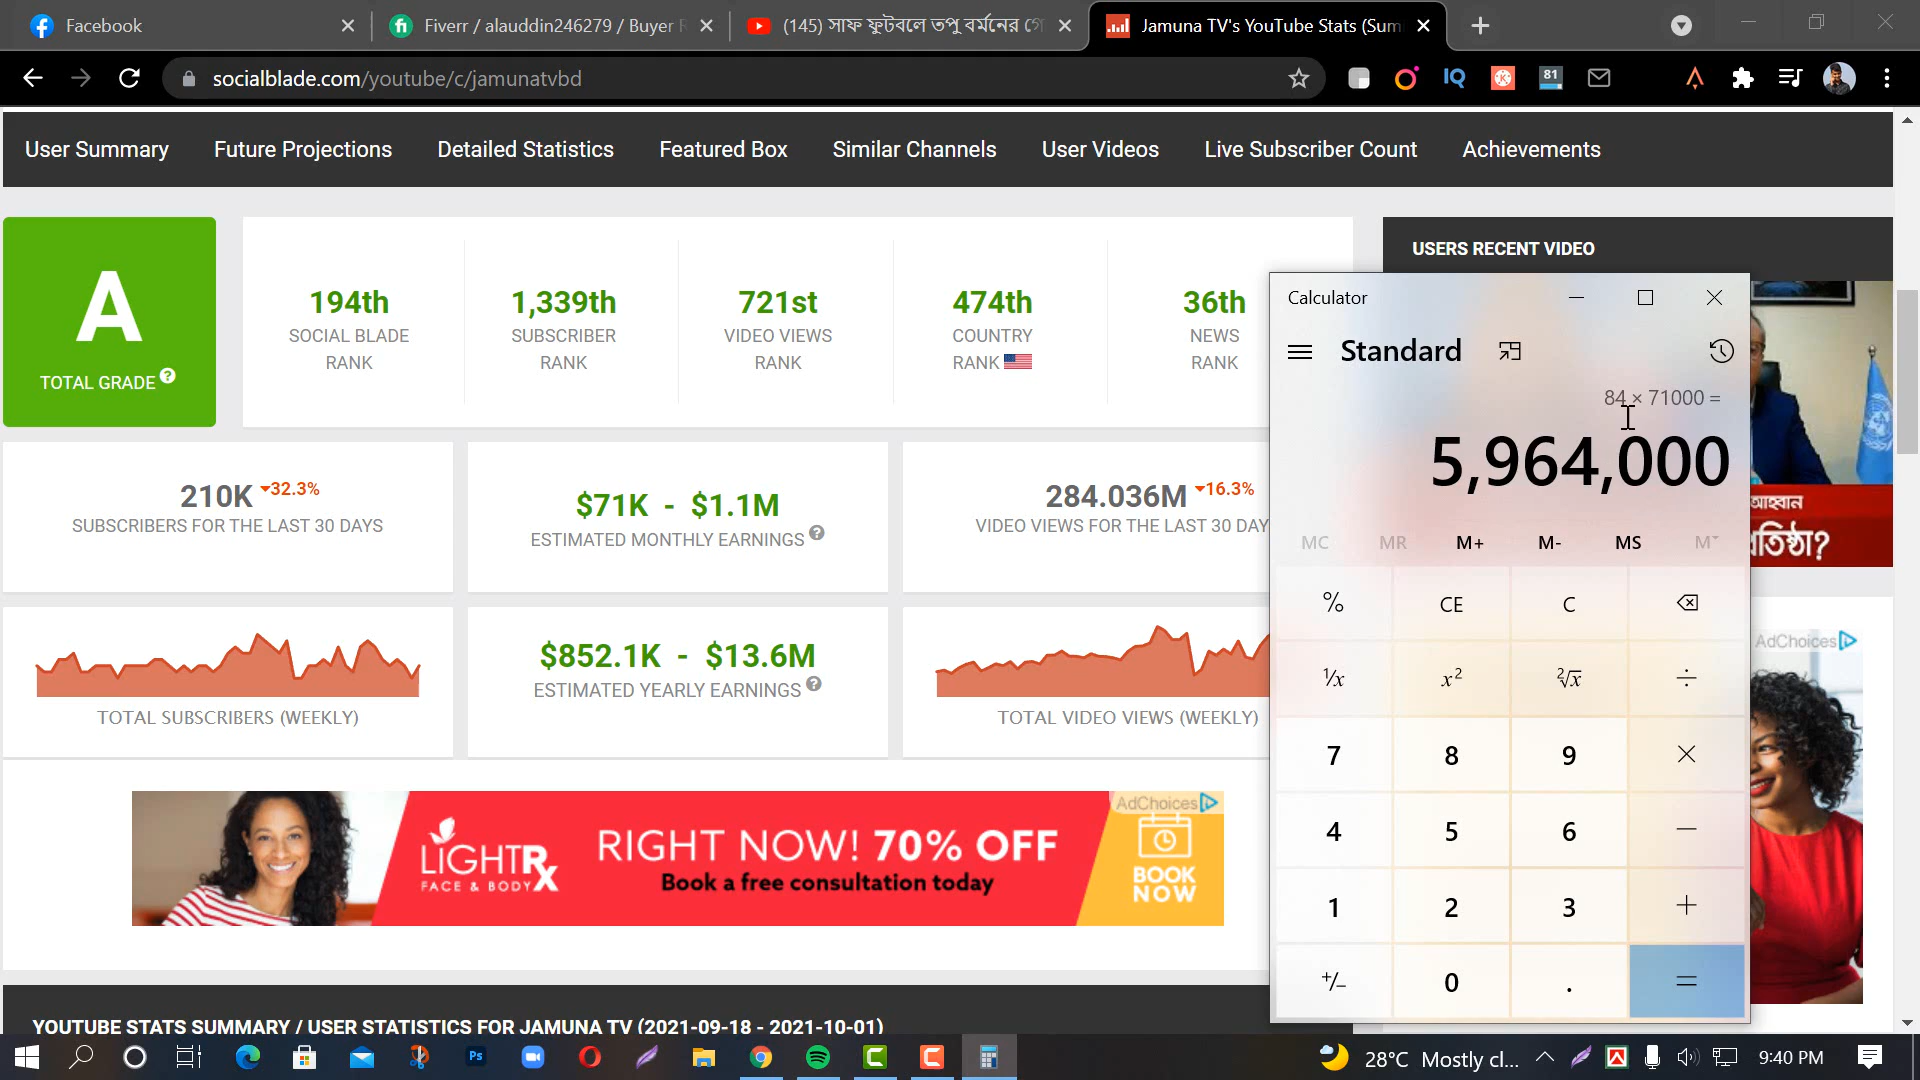 Facebook
Fiverr / alauddin246279 / Buyer R
(145) সাফ ফুটবলে তপু বর্মনের গে
Jamuna TV's YouTube Stats (Sum
socialblade.com/youtube/c/jamunatvbd
81
User Summary
Future Projections
Detailed Statistics
Featured Box
Similar Channels
User Videos
Live Subscriber Count
Achievements
A
TOTAL GRADE
194th
SOCIAL BLADE
RANK
1,339th
SUBSCRIBER
RANK
721st
VIDEO VIEWS
RANK
474th
COUNTRY
RANK
36th
NEWS
RANK
USERS RECENT VIDEO
210K 32.3%
SUBSCRIBERS FOR THE LAST 30 DAYS
$71K - $1.1M
ESTIMATED MONTHLY EARNINGS
284.036M 16.3%
VIDEO VIEWS FOR THE LAST 30 DAY
TOTAL SUBSCRIBERS (WEEKLY)
$852.1K - $13.6M
ESTIMATED YEARLY EARNINGS
TOTAL VIDEO VIEWS (WEEKLY)
Calculator
Standard
84 × 71000 =
5,964,000
MC MR M+ M- MS M
% CE C
¹/x x² ²√x ÷
7 8 9 ×
4 5 6 −
1 2 3 +
+/− 0 . =
AdChoices
LIGHTRX
FACE & BODY
RIGHT NOW! 70% OFF
Book a free consultation today
AdChoices
BOOK
NOW
YOUTUBE STATS SUMMARY / USER STATISTICS FOR JAMUNA TV (2021-09-18 - 2021-10-01)
Ps
28°C Mostly cl...
9:40 PM